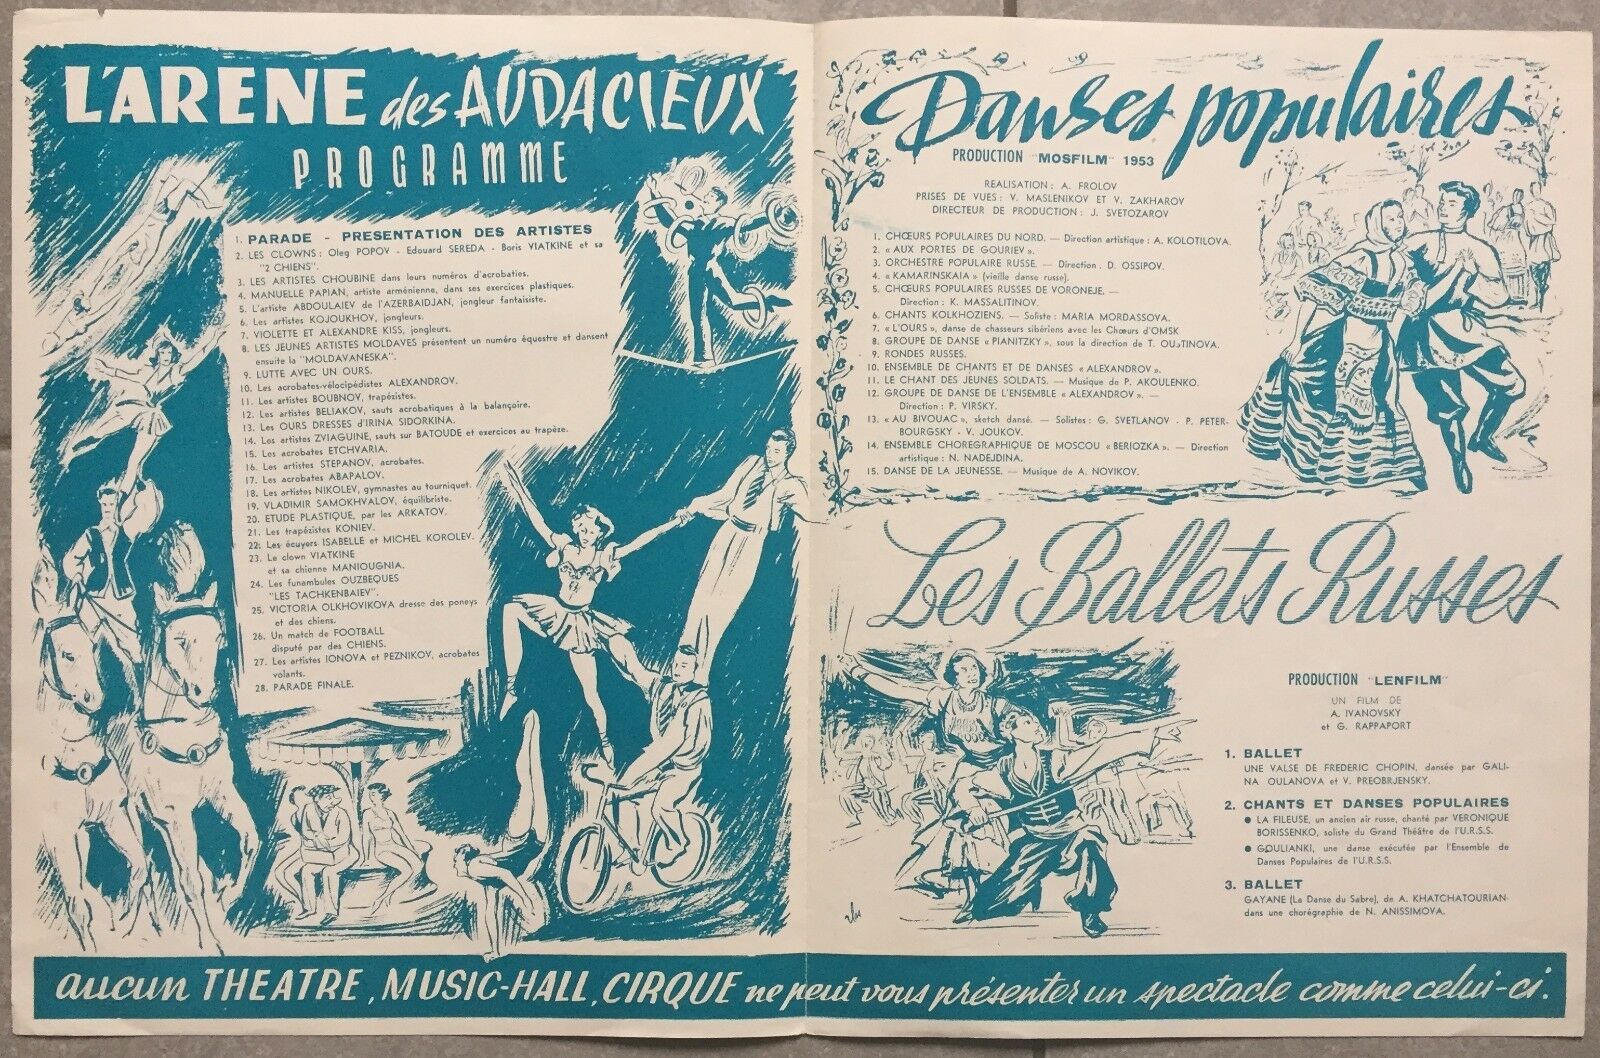 L'ARENE des AUDACIEUX
PROGRAMME
1. PARADE - PRESENTATION DES ARTISTES
2. LES CLOWNS : Oleg POPOV - Edouard SEREDA - Boris VIATKINE et sa
"2 CHIENS".
3. LES ARTISTES CHOUBINE dans leurs numéros d'acrobaties.
4. MANUELLE PAPIAN, artiste arménienne, dans ses exercices plastiques.
5. L'artiste ABDOULAIEV de l'AZERBAIDJAN, jongleur fantaisiste.
6. Les artistes KOJOUKHOV, jongleurs.
7. VIOLETTE ET ALEXANDRE KISS, jongleurs.
8. LES JEUNES ARTISTES MOLDAVES présentent un numéro équestre et dansent
ensuite la "MOLDAVANESKA".
9. LUTTE AVEC UN OURS.
10. Les acrobates-vélocipédistes ALEXANDROV.
11. Les artistes BOUBNOV, trapézistes.
12. Les artistes BELIAKOV, sauts acrobatiques à la balançoire.
13. Les OURS DRESSES d'IRINA SIDORKINA.
14. Les artistes ZVIAGUINE, sauts sur BATOUDE et exercices au trapèze.
15. Les acrobates ETCHVARIA.
16. Les artistes STEPANOV, acrobates.
17. Les acrobates ABAPALOV.
18. Les artistes NIKOLEV, gymnastes au tourniquet.
19. VLADIMIR SAMOKHVALOV, équilibriste.
20. ETUDE PLASTIQUE, par les ARKATOV.
21. Les trapézistes KONIEV.
22. Les écuyers ISABELLE et MICHEL KOROLEV.
23. Le clown VIATKINE
et sa chienne MANIOUGNIA.
24. Les funambules OUZBEQUES
"LES TACHKENBAIEV".
25. VICTORIA OLKHOVIKOVA dresse des poneys
et des chiens.
26. Un match de FOOTBALL
disputé par des CHIENS.
27. Les artistes IONOVA et PEZNIKOV, acrobates
volants.
28. PARADE FINALE.
Danses populaires
PRODUCTION "MOSFILM" 1953
REALISATION : A. FROLOV
PRISES DE VUES : V. MASLENIKOV ET V. ZAKHAROV
DIRECTEUR DE PRODUCTION : J. SVETOZAROV
1. CHŒURS POPULAIRES DU NORD. — Direction artistique : A. KOLOTILOVA.
2. « AUX PORTES DE GOURIEV ».
3. ORCHESTRE POPULAIRE RUSSE. — Direction : D. OSSIPOV.
4. « KAMARINSKAIA » (vieille danse russe).
5. CHŒURS POPULAIRES RUSSES DE VORONEJE. —
Direction : K. MASSALITINOV.
6. CHANTS KOLKHOZIENS. — Soliste : MARIA MORDASSOVA.
7. « L'OURS », danse de chasseurs sibériens avec les Chœurs d'OMSK
8. GROUPE DE DANSE « PIANITZKY », sous la direction de T. OUSTINOVA.
9. RONDES RUSSES.
10. ENSEMBLE DE CHANTS ET DE DANSES « ALEXANDROV ».
11. LE CHANT DES JEUNES SOLDATS. — Musique de P. AKOULENKO.
12. GROUPE DE DANSE DE L'ENSEMBLE « ALEXANDROV ». —
Direction : P. VIRSKY.
13. « AU BIVOUAC », sketch dansé. — Solistes : G. SVETLANOV - P. PETER-
BOURGSKY - V. JOUKOV.
14. ENSEMBLE CHOREGRAPHIQUE DE MOSCOU « BERIOZKA ». — Direction
artistique : N. NADEJDINA.
15. DANSE DE LA JEUNESSE. — Musique de A. NOVIKOV.
Les Ballets Russes
PRODUCTION "LENFILM"
UN FILM DE
A. IVANOVSKY
et G. RAPPAPORT
1. BALLET
UNE VALSE DE FREDERIC CHOPIN, dansée par GALI-
NA OULANOVA et V. PREOBRJENSKY.
2. CHANTS ET DANSES POPULAIRES
● LA FILEUSE, un ancien air russe, chanté par VERONIQUE
BORISSENKO, soliste du Grand Théâtre de l'U.R.S.S.
● GOULIANKI, une danse exécutée par l'Ensemble de
Danses Populaires de l'U.R.S.S.
3. BALLET
GAYANE (La Danse du Sabre), de A. KHATCHATOURIAN
dans une chorégraphie de N. ANISSIMOVA.
aucun THEATRE, MUSIC-HALL, CIRQUE ne peut vous présenter un spectacle comme celui-ci.